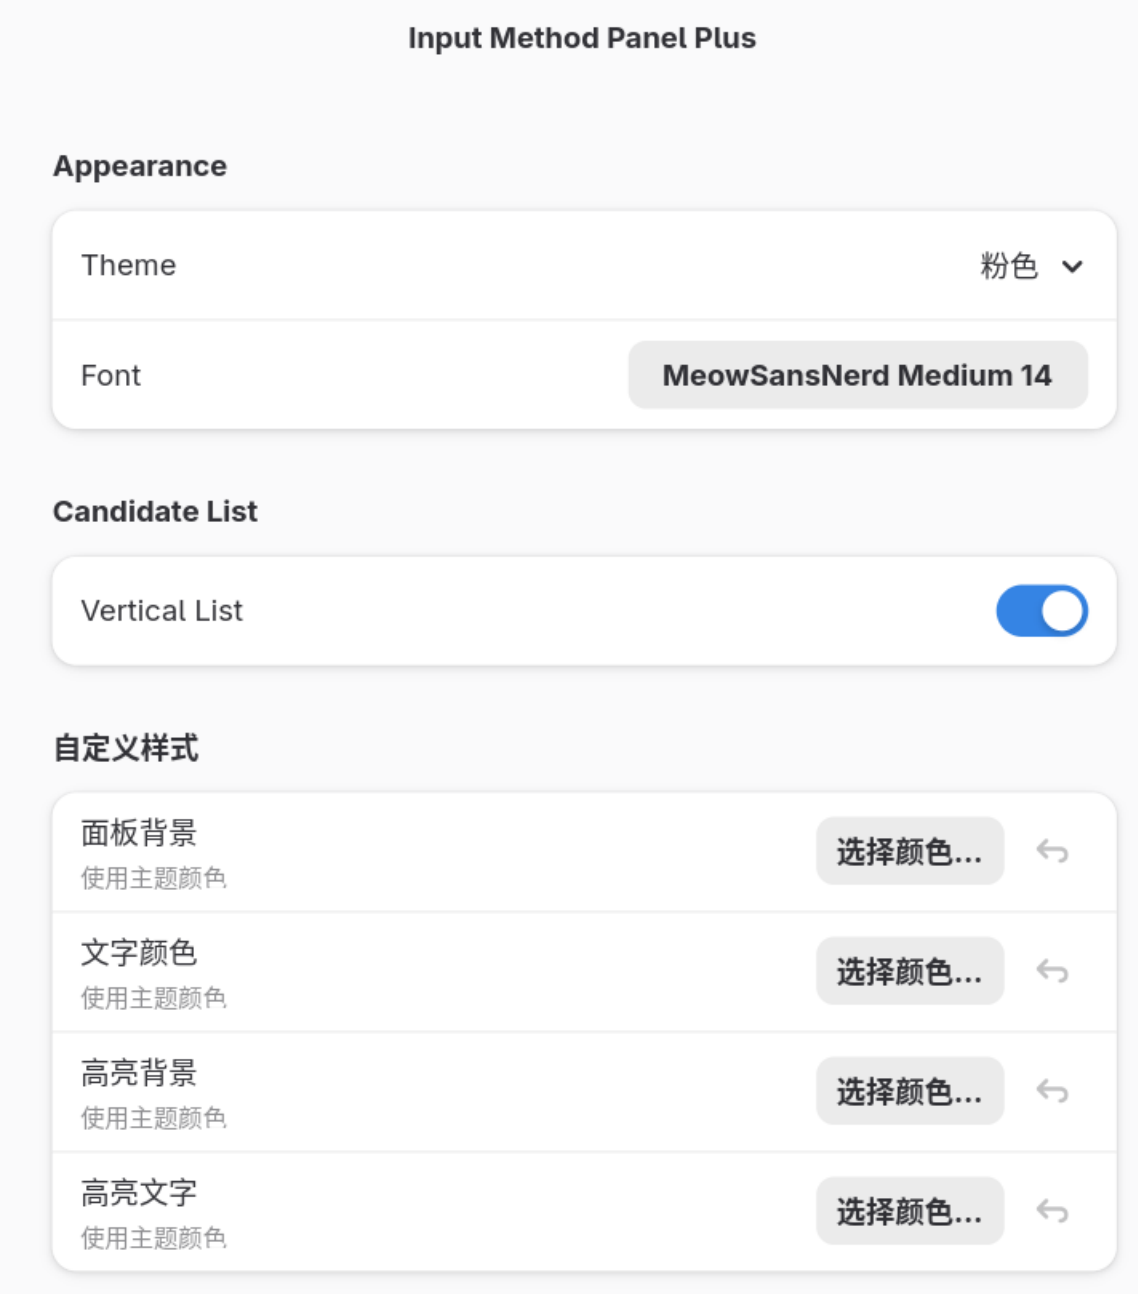 Input Method Panel Plus
Appearance
Theme
粉色
Font
MeowSansNerd Medium 14
Candidate List
Vertical List
自定义样式
面板背景
使用主题颜色
选择颜色...
文字颜色
使用主题颜色
选择颜色...
高亮背景
使用主题颜色
选择颜色...
高亮文字
使用主题颜色
选择颜色...